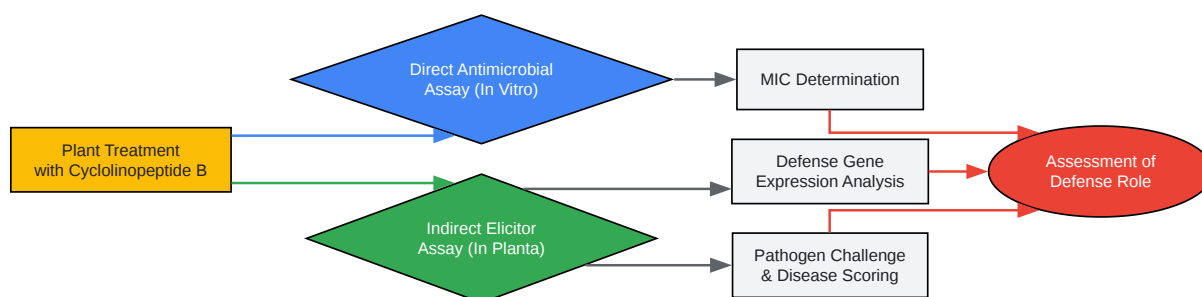 Plant Treatment
with Cyclolinopeptide B
Direct Antimicrobial
Assay (In Vitro)
Indirect Elicitor
Assay (In Planta)
MIC Determination
Defense Gene
Expression Analysis
Pathogen Challenge
& Disease Scoring
Assessment of
Defense Role